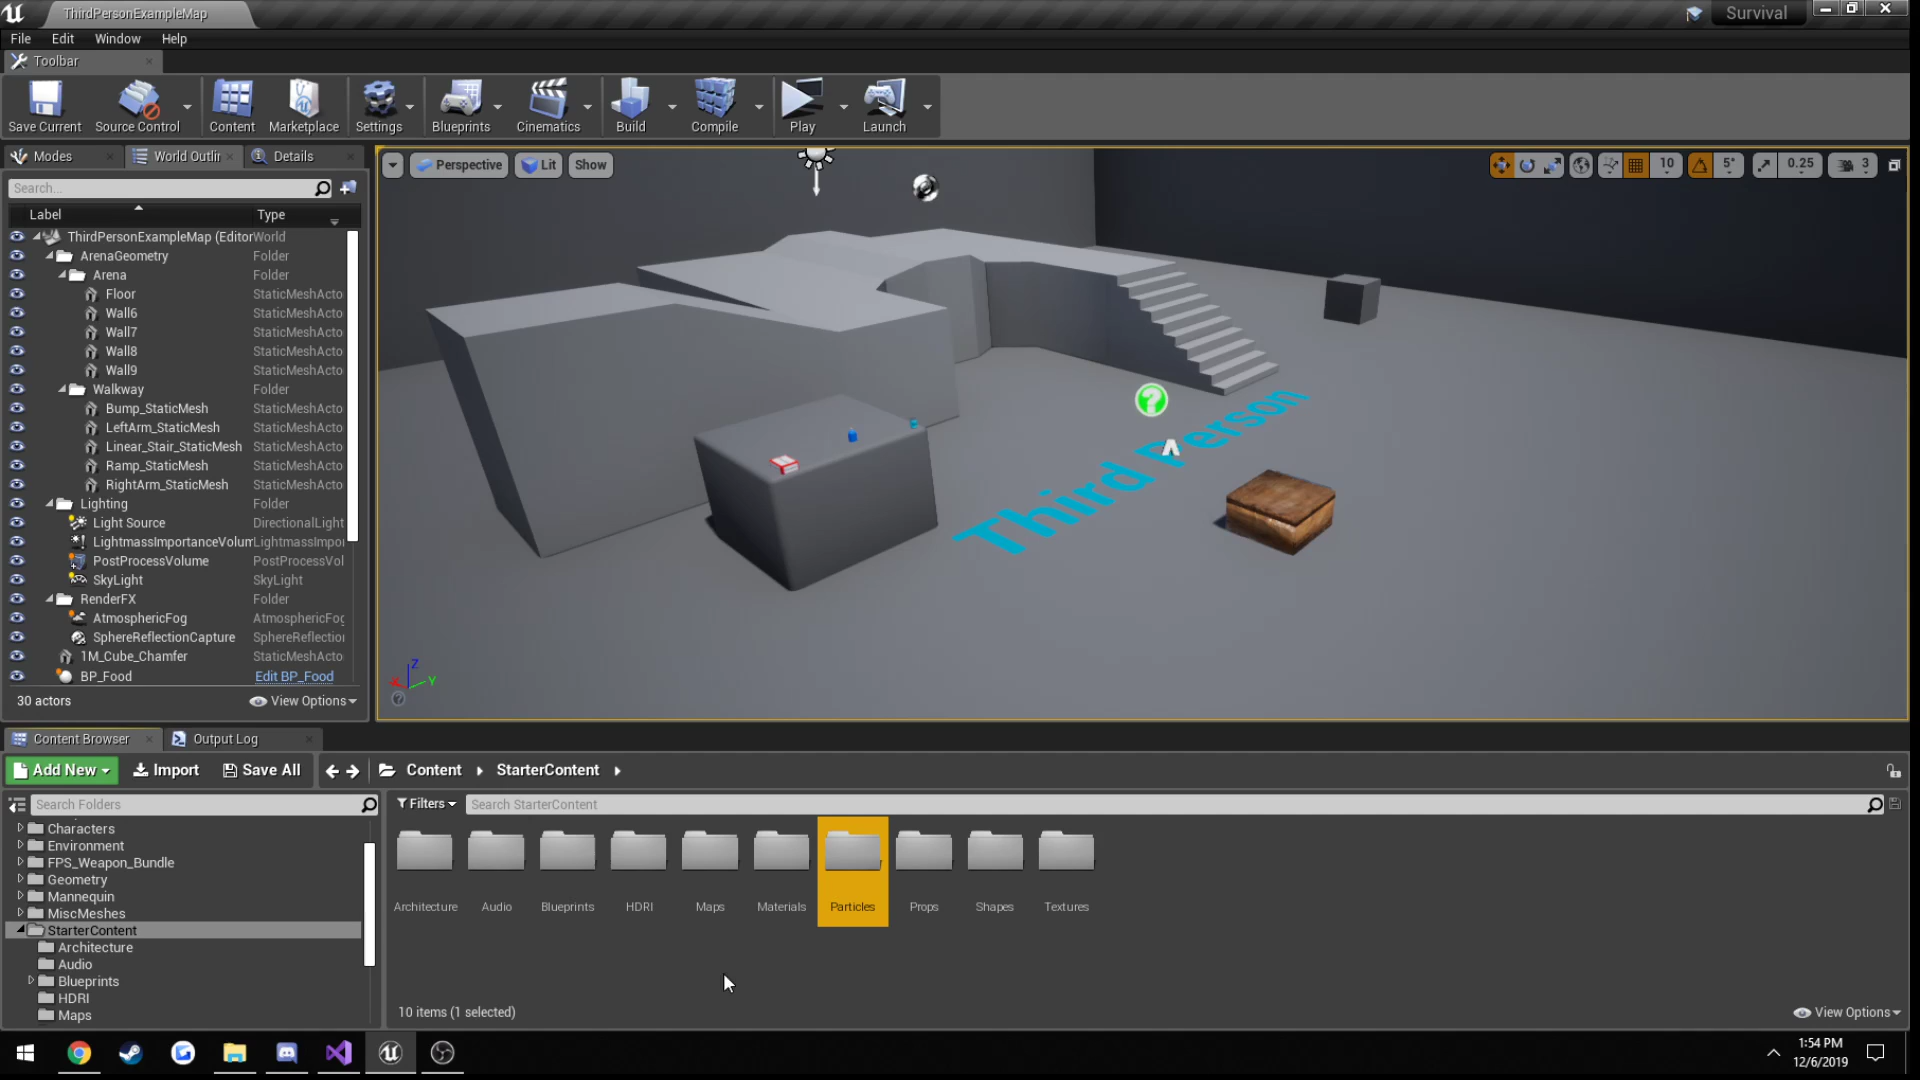 ThirdPersonExampleMap
Survival
File Edit Window Help
Toolbar
Save Current Source Control Content Marketplace Settings Blueprints Cinematics Build Compile Play Launch
Modes World Outlin Details
Search...
Label Type
ThirdPersonExampleMap (Editor World
ArenaGeometry Folder
Arena Folder
Floor StaticMeshActo
Wall6 StaticMeshActo
Wall7 StaticMeshActo
Wall8 StaticMeshActo
Wall9 StaticMeshActo
Walkway Folder
Bump_StaticMesh StaticMeshActo
LeftArm_StaticMesh StaticMeshActo
Linear_Stair_StaticMesh StaticMeshActo
Ramp_StaticMesh StaticMeshActo
RightArm_StaticMesh StaticMeshActo
Lighting Folder
Light Source DirectionalLight
LightmassImportanceVolum LightmassImpor
PostProcessVolume PostProcessVol
SkyLight SkyLight
RenderFX Folder
AtmosphericFog AtmosphericFog
SphereReflectionCapture SphereReflection
1M_Cube_Chamfer StaticMeshActo
BP_Food Edit BP_Food
30 actors View Options
Perspective Lit Show
10 5° 0.25 3
Third Person
Z
X Y
Content Browser Output Log
Add New Import Save All Content StarterContent
Search Folders
Characters
Environment
FPS_Weapon_Bundle
Geometry
Mannequin
MiscMeshes
StarterContent
Architecture
Audio
Blueprints
HDRI
Maps
Filters Search StarterContent
Architecture Audio Blueprints HDRI Maps Materials Particles Props Shapes Textures
10 items (1 selected) View Options
1:54 PM
12/6/2019